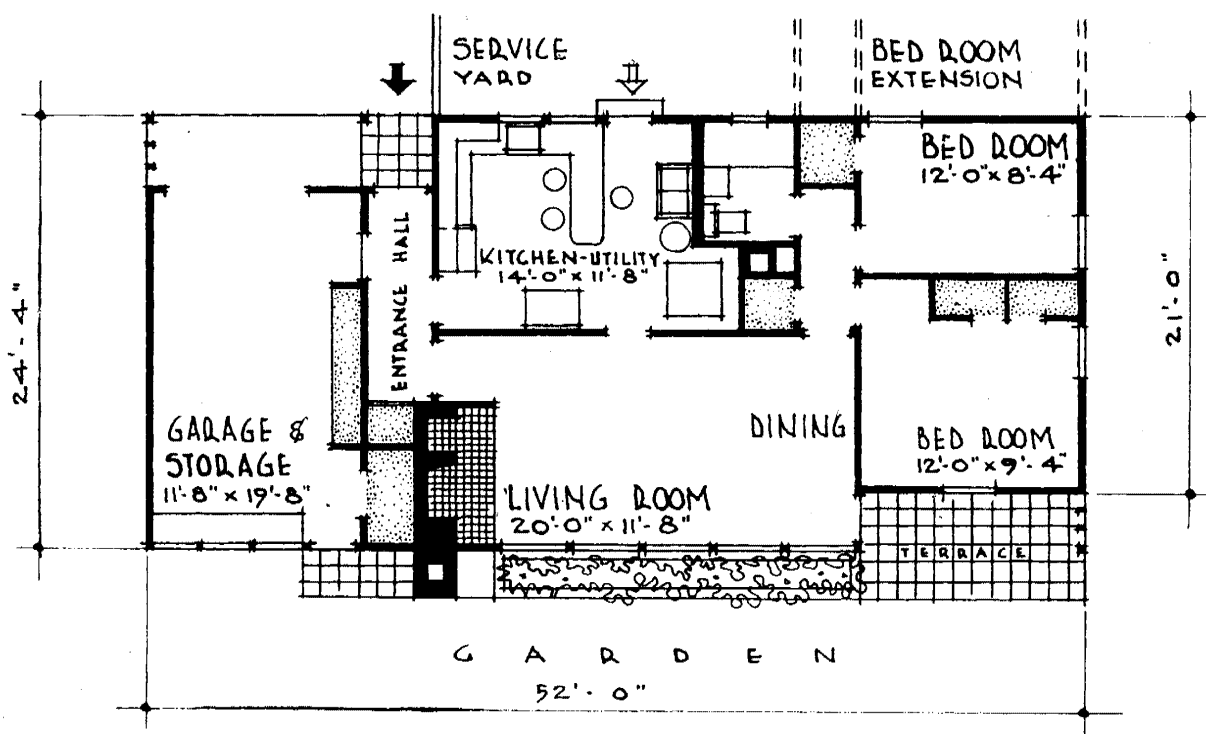 SERVICE
YARD
BED ROOM
EXTENSION
BED ROOM
12'-0" x 8'-4"
KITCHEN-UTILITY
14'-0" x 11'-8"
ENTRANCE HALL
24'-4"
21'-0"
GARAGE &
STORAGE
11'-8" x 19'-8"
DINING
BED ROOM
12'-0" x 9'-4"
LIVING ROOM
20'-0" x 11'-8"
TERRACE
GARDEN
52'-0"